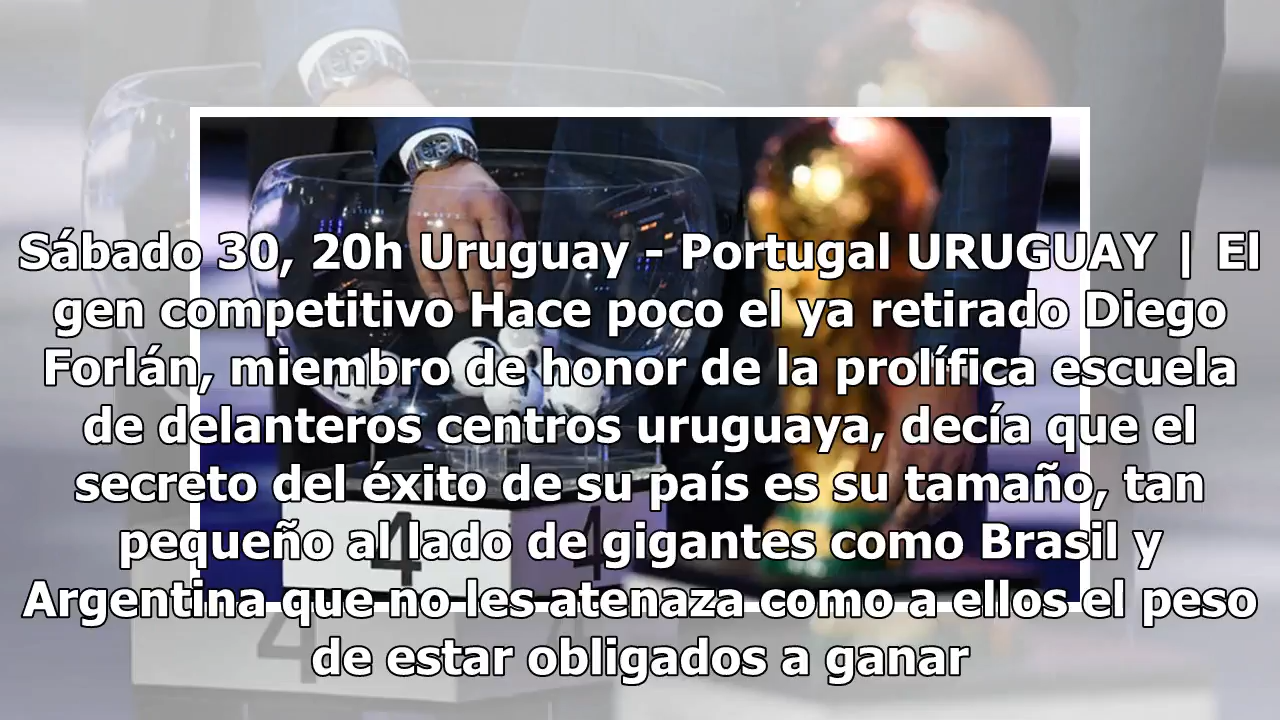 Sábado 30, 20h Uruguay - Portugal URUGUAY | El
gen competitivo Hace poco el ya retirado Diego
Forlán, miembro de honor de la prolífica escuela
de delanteros centros uruguaya, decía que el
secreto del éxito de su país es su tamaño, tan
pequeño al lado de gigantes como Brasil y
Argentina que no les atenaza como a ellos el peso
de estar obligados a ganar
4
4
4